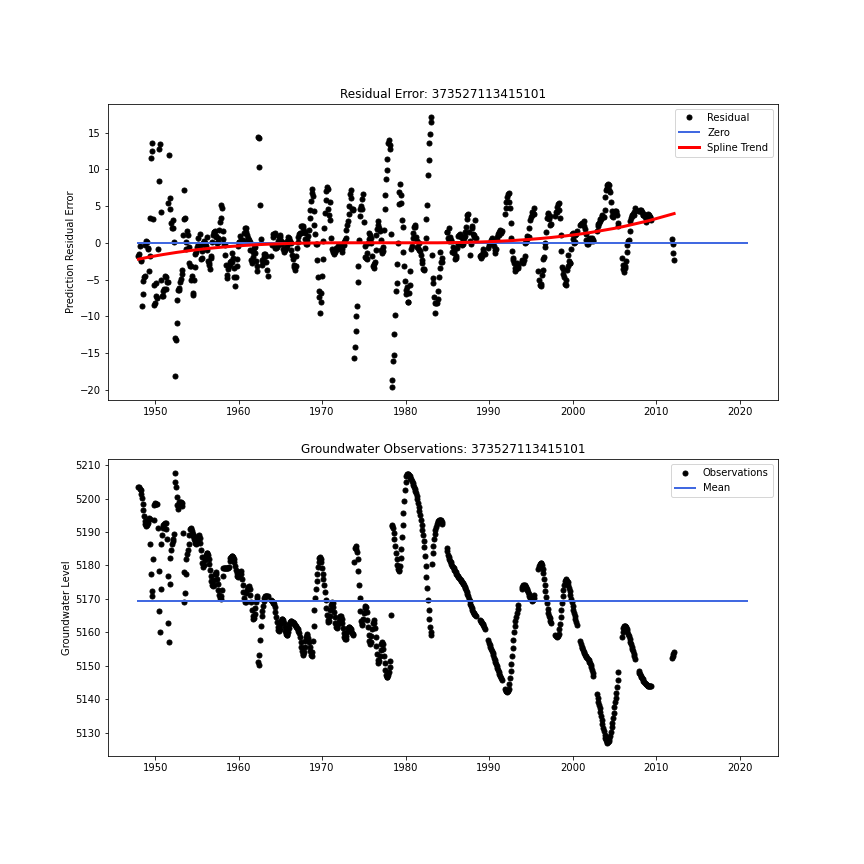 Residual Error: 373527113415101
Prediction Residual Error
15
10
5
0
−5
−10
−15
−20
Residual
Zero
Spline Trend
1950 1960 1970 1980 1990 2000 2010 2020
Groundwater Observations: 373527113415101
Groundwater Level
5210
5200
5190
5180
5170
5160
5150
5140
5130
Observations
Mean
1950 1960 1970 1980 1990 2000 2010 2020